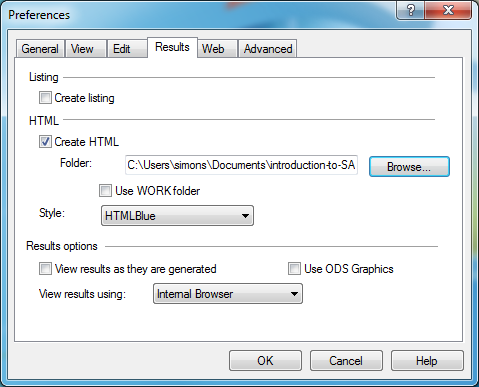 Preferences
General View Edit Results Web Advanced
Listing
Create listing
HTML
Create HTML
Folder: C:\Users\simons\Documents\introduction-to-SA Browse...
Use WORK folder
Style: HTMLBlue
Results options
View results as they are generated Use ODS Graphics
View results using: Internal Browser
OK Cancel Help